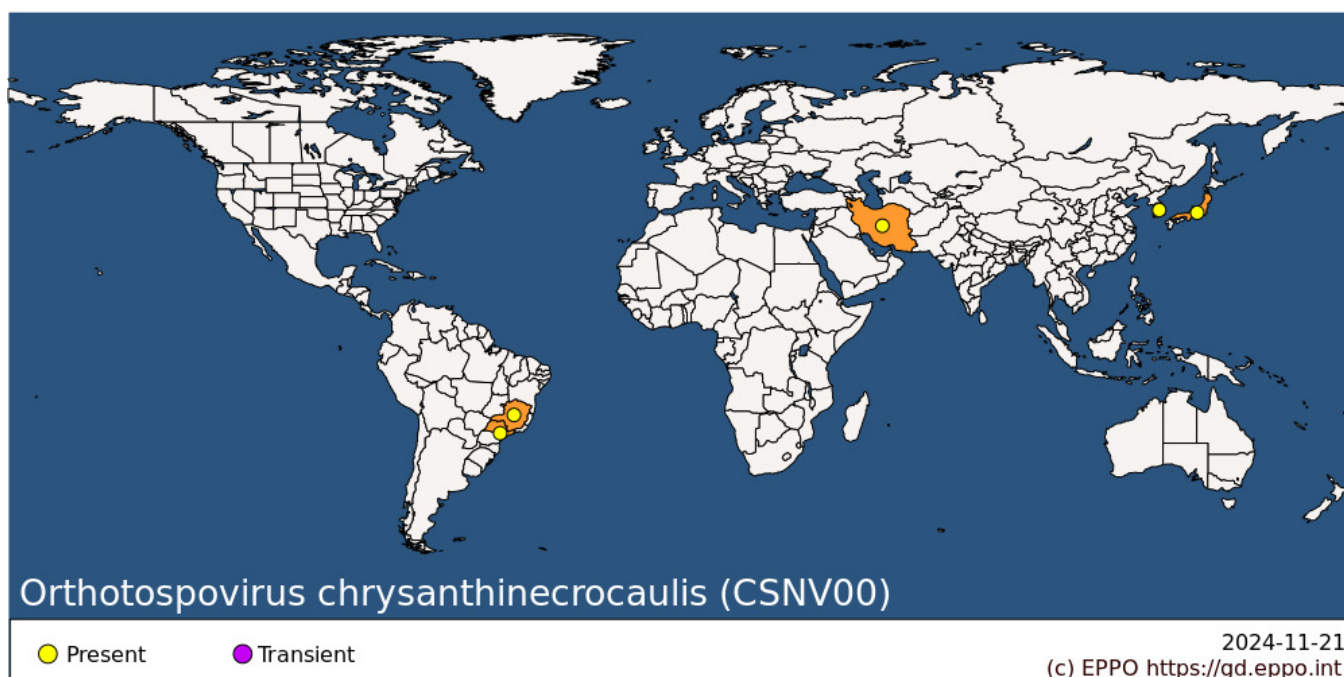 Orthotospovirus chrysanthinecrocaulis (CSNV00)
Present
Transient
2024-11-21
(c) EPPO https://gd.eppo.int